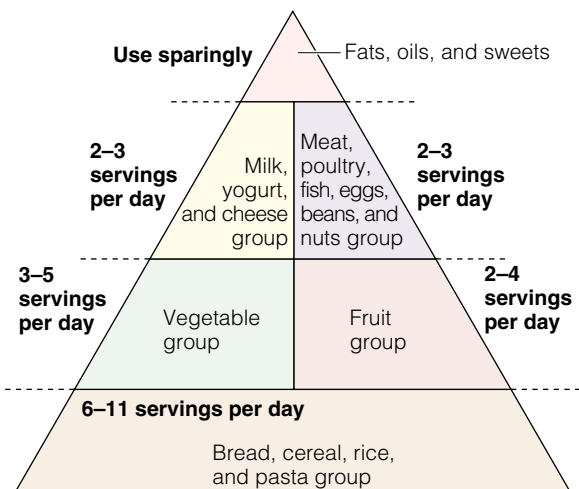 Use sparingly
Fats, oils, and sweets
2–3
servings
per day
Milk,
yogurt,
and cheese
group
Meat,
poultry,
fish, eggs,
beans, and
nuts group
2–3
servings
per day
3–5
servings
per day
Vegetable
group
Fruit
group
2–4
servings
per day
6–11 servings per day
Bread, cereal, rice,
and pasta group